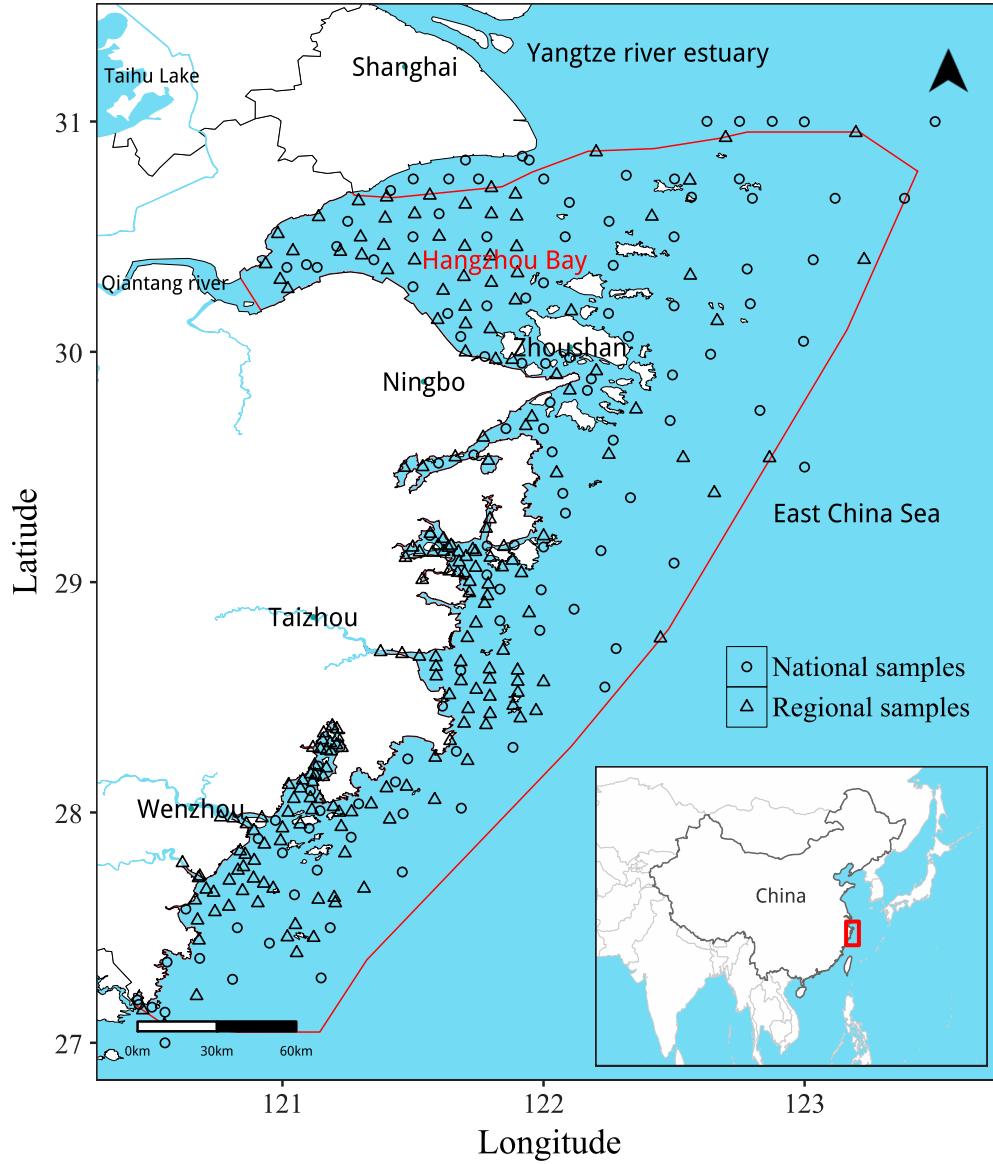 Yangtze river estuary
Shanghai
Taihu Lake
31
Hangzhou Bay
Qiantang river
Zhoushan
30
Ningbo
East China Sea
29
Taizhou
National samples
Regional samples
28
Wenzhou
China
27
0km
30km
60km
121
122
123
Longitude
Latiude